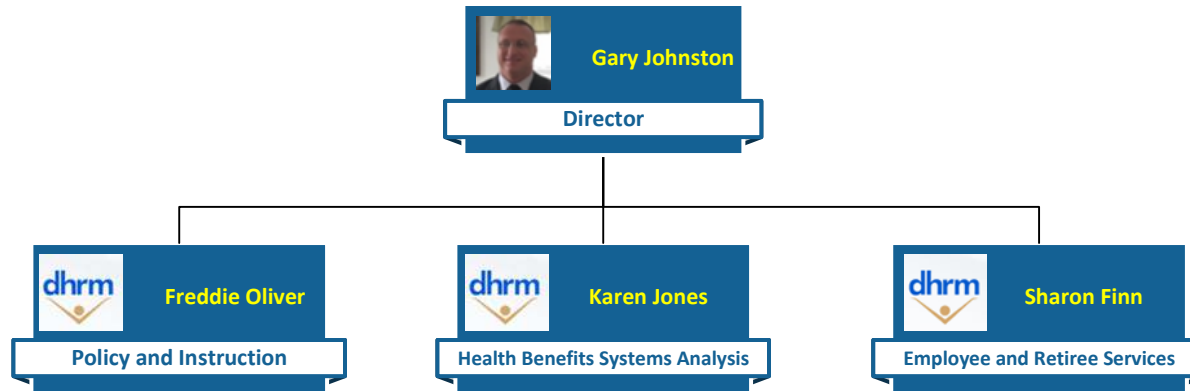 Gary Johnston
Director
dhrm
Freddie Oliver
Policy and Instruction
dhrm
Karen Jones
Health Benefits Systems Analysis
dhrm
Sharon Finn
Employee and Retiree Services